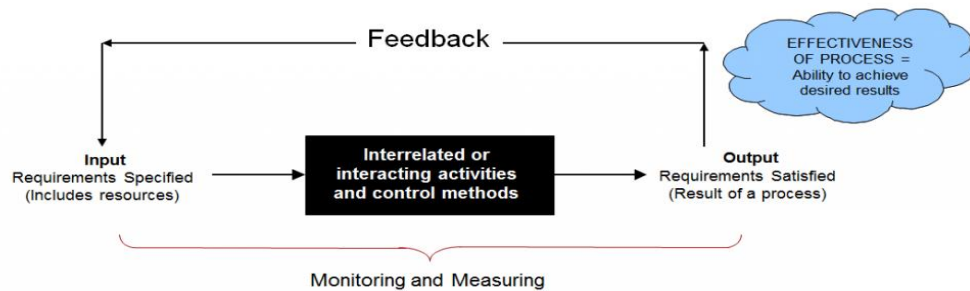 Feedback
EFFECTIVENESS
OF PROCESS =
Ability to achieve
desired results
Input
Requirements Specified
(Includes resources)
Interrelated or
interacting activities
and control methods
Output
Requirements Satisfied
(Result of a process)
Monitoring and Measuring